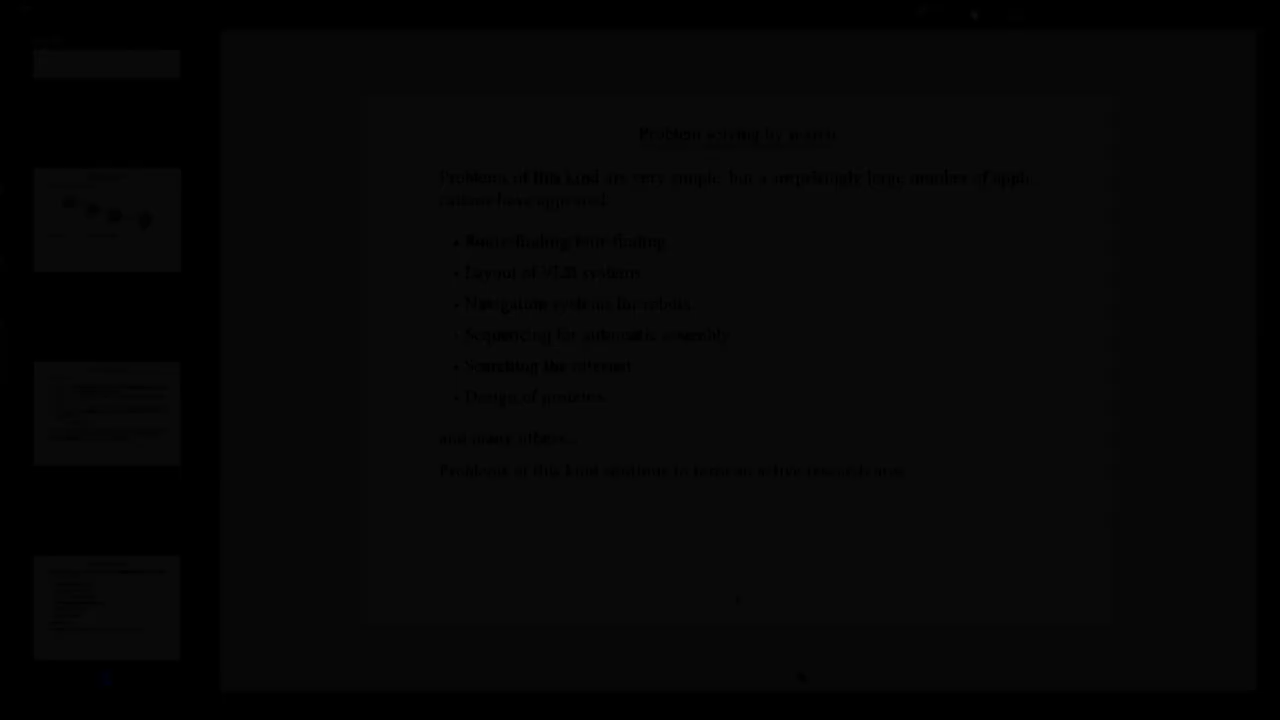 Problem solving by search
Problems of this kind are very simple, but a surprisingly large number of appli-
cations have appeared:
• Route-finding/tour-finding
• Layout of VLSI systems
• Navigation systems for robots
• Sequencing for automatic assembly
• Searching the internet
• Design of proteins
and many others...
Problems of this kind continue to form an active research area